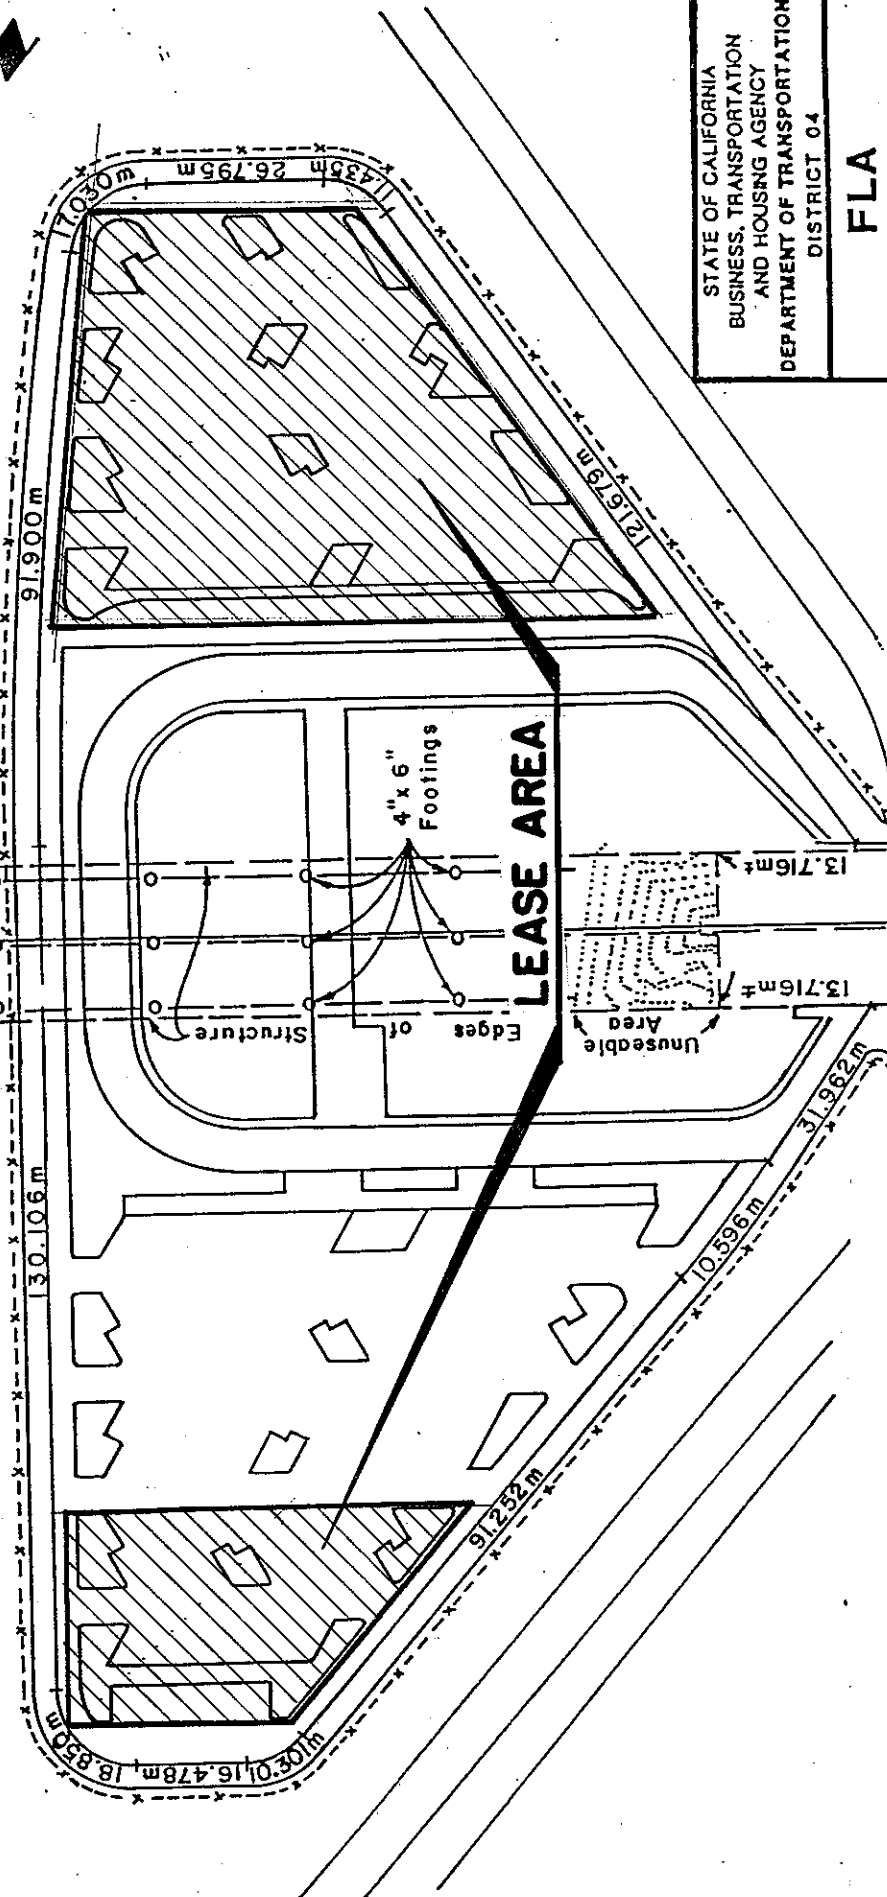 STATE OF CALIFORNIA
BUSINESS, TRANSPORTATION
AND HOUSING AGENCY
DEPARTMENT OF TRANSPORTATION
DISTRICT 04
FLA
17.030m
26.795m
11.435m
91.900m
121.679m
4"x 6"
Footings
LEASE AREA
Edges of Structure
Unuseable
Area
13.716m±
13.716m±
130.106m
31.962m
10.596m
91.252m
18.850m
16.478m
10.301m